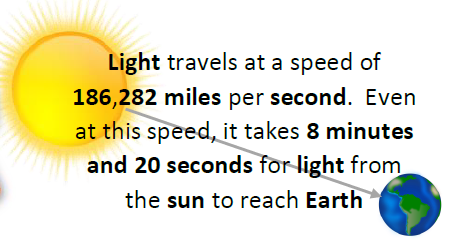 Light travels at a speed of
186,282 miles per second.  Even
at this speed, it takes 8 minutes
and 20 seconds for light from
the sun to reach Earth